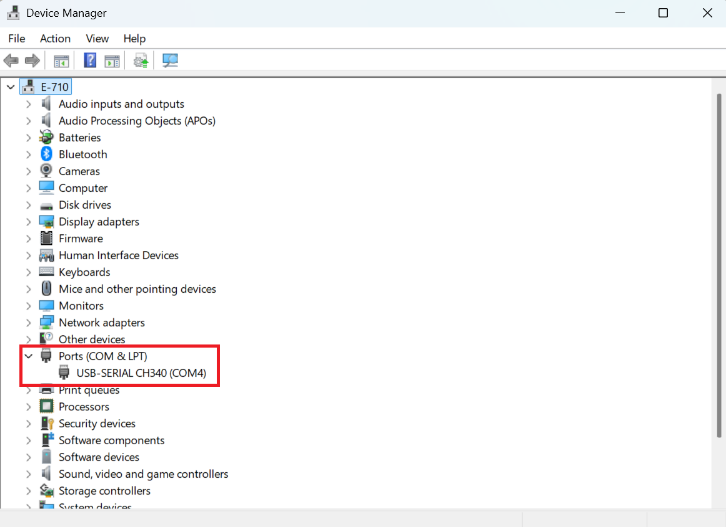 Device Manager
File Action View Help
E-710
Audio inputs and outputs
Audio Processing Objects (APOs)
Batteries
Bluetooth
Cameras
Computer
Disk drives
Display adapters
Firmware
Human Interface Devices
Keyboards
Mice and other pointing devices
Monitors
Network adapters
Other devices
Ports (COM & LPT)
USB-SERIAL CH340 (COM4)
Print queues
Processors
Security devices
Software components
Software devices
Sound, video and game controllers
Storage controllers
System devices